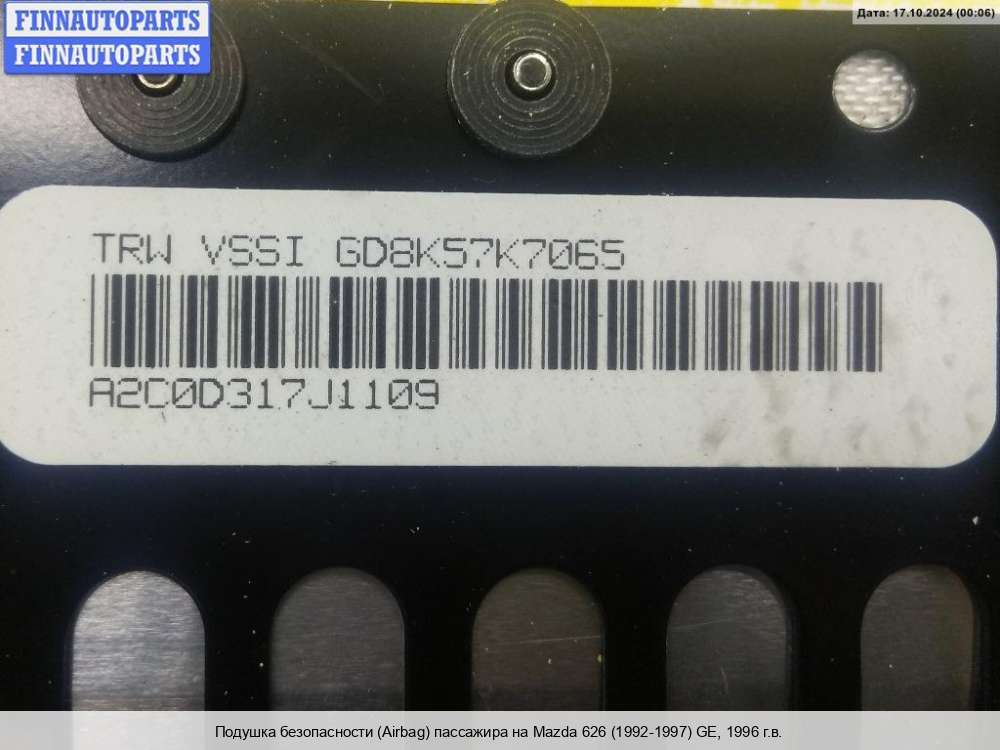 FINNAUTOPARTS
FINNAUTOPARTS
Дата: 17.10.2024 (00:06)
TRW VSSI GD8K57K7065
A2C0D317J1109
Подушка безопасности (Airbag) пассажира на Mazda 626 (1992-1997) GE, 1996 г.в.